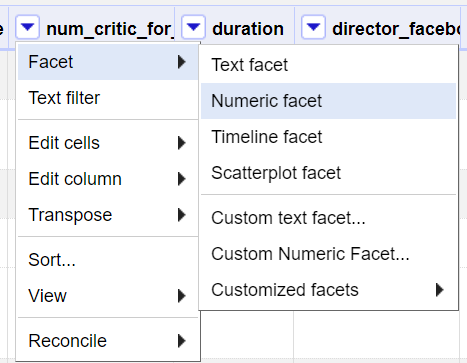 num_critic_for_ duration director_facebo
Facet
Text filter
Edit cells
Edit column
Transpose
Sort...
View
Reconcile
Text facet
Numeric facet
Timeline facet
Scatterplot facet
Custom text facet...
Custom Numeric Facet...
Customized facets